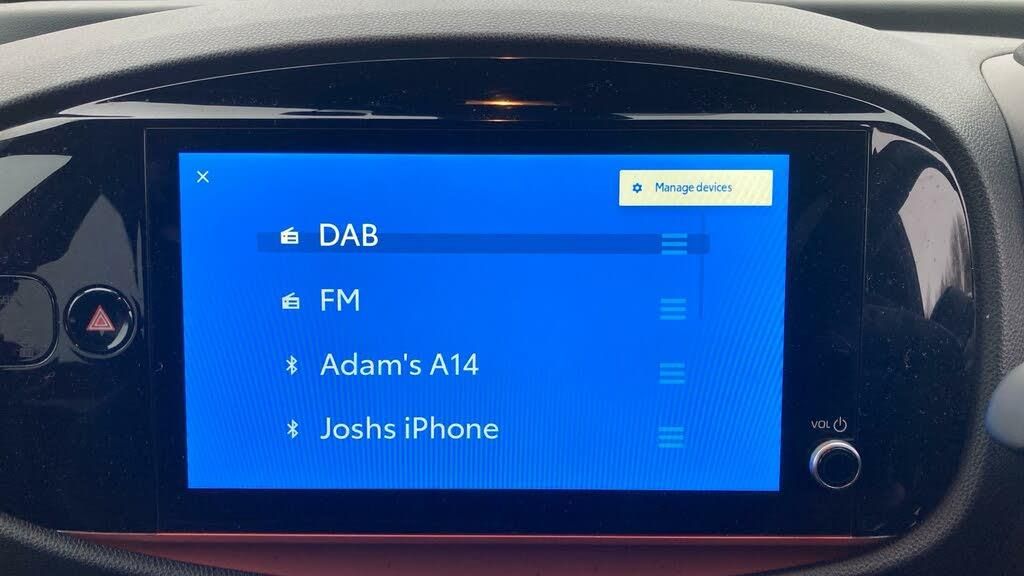 Manage devices
DAB
FM
Adam's A14
Joshs iPhone
VOL